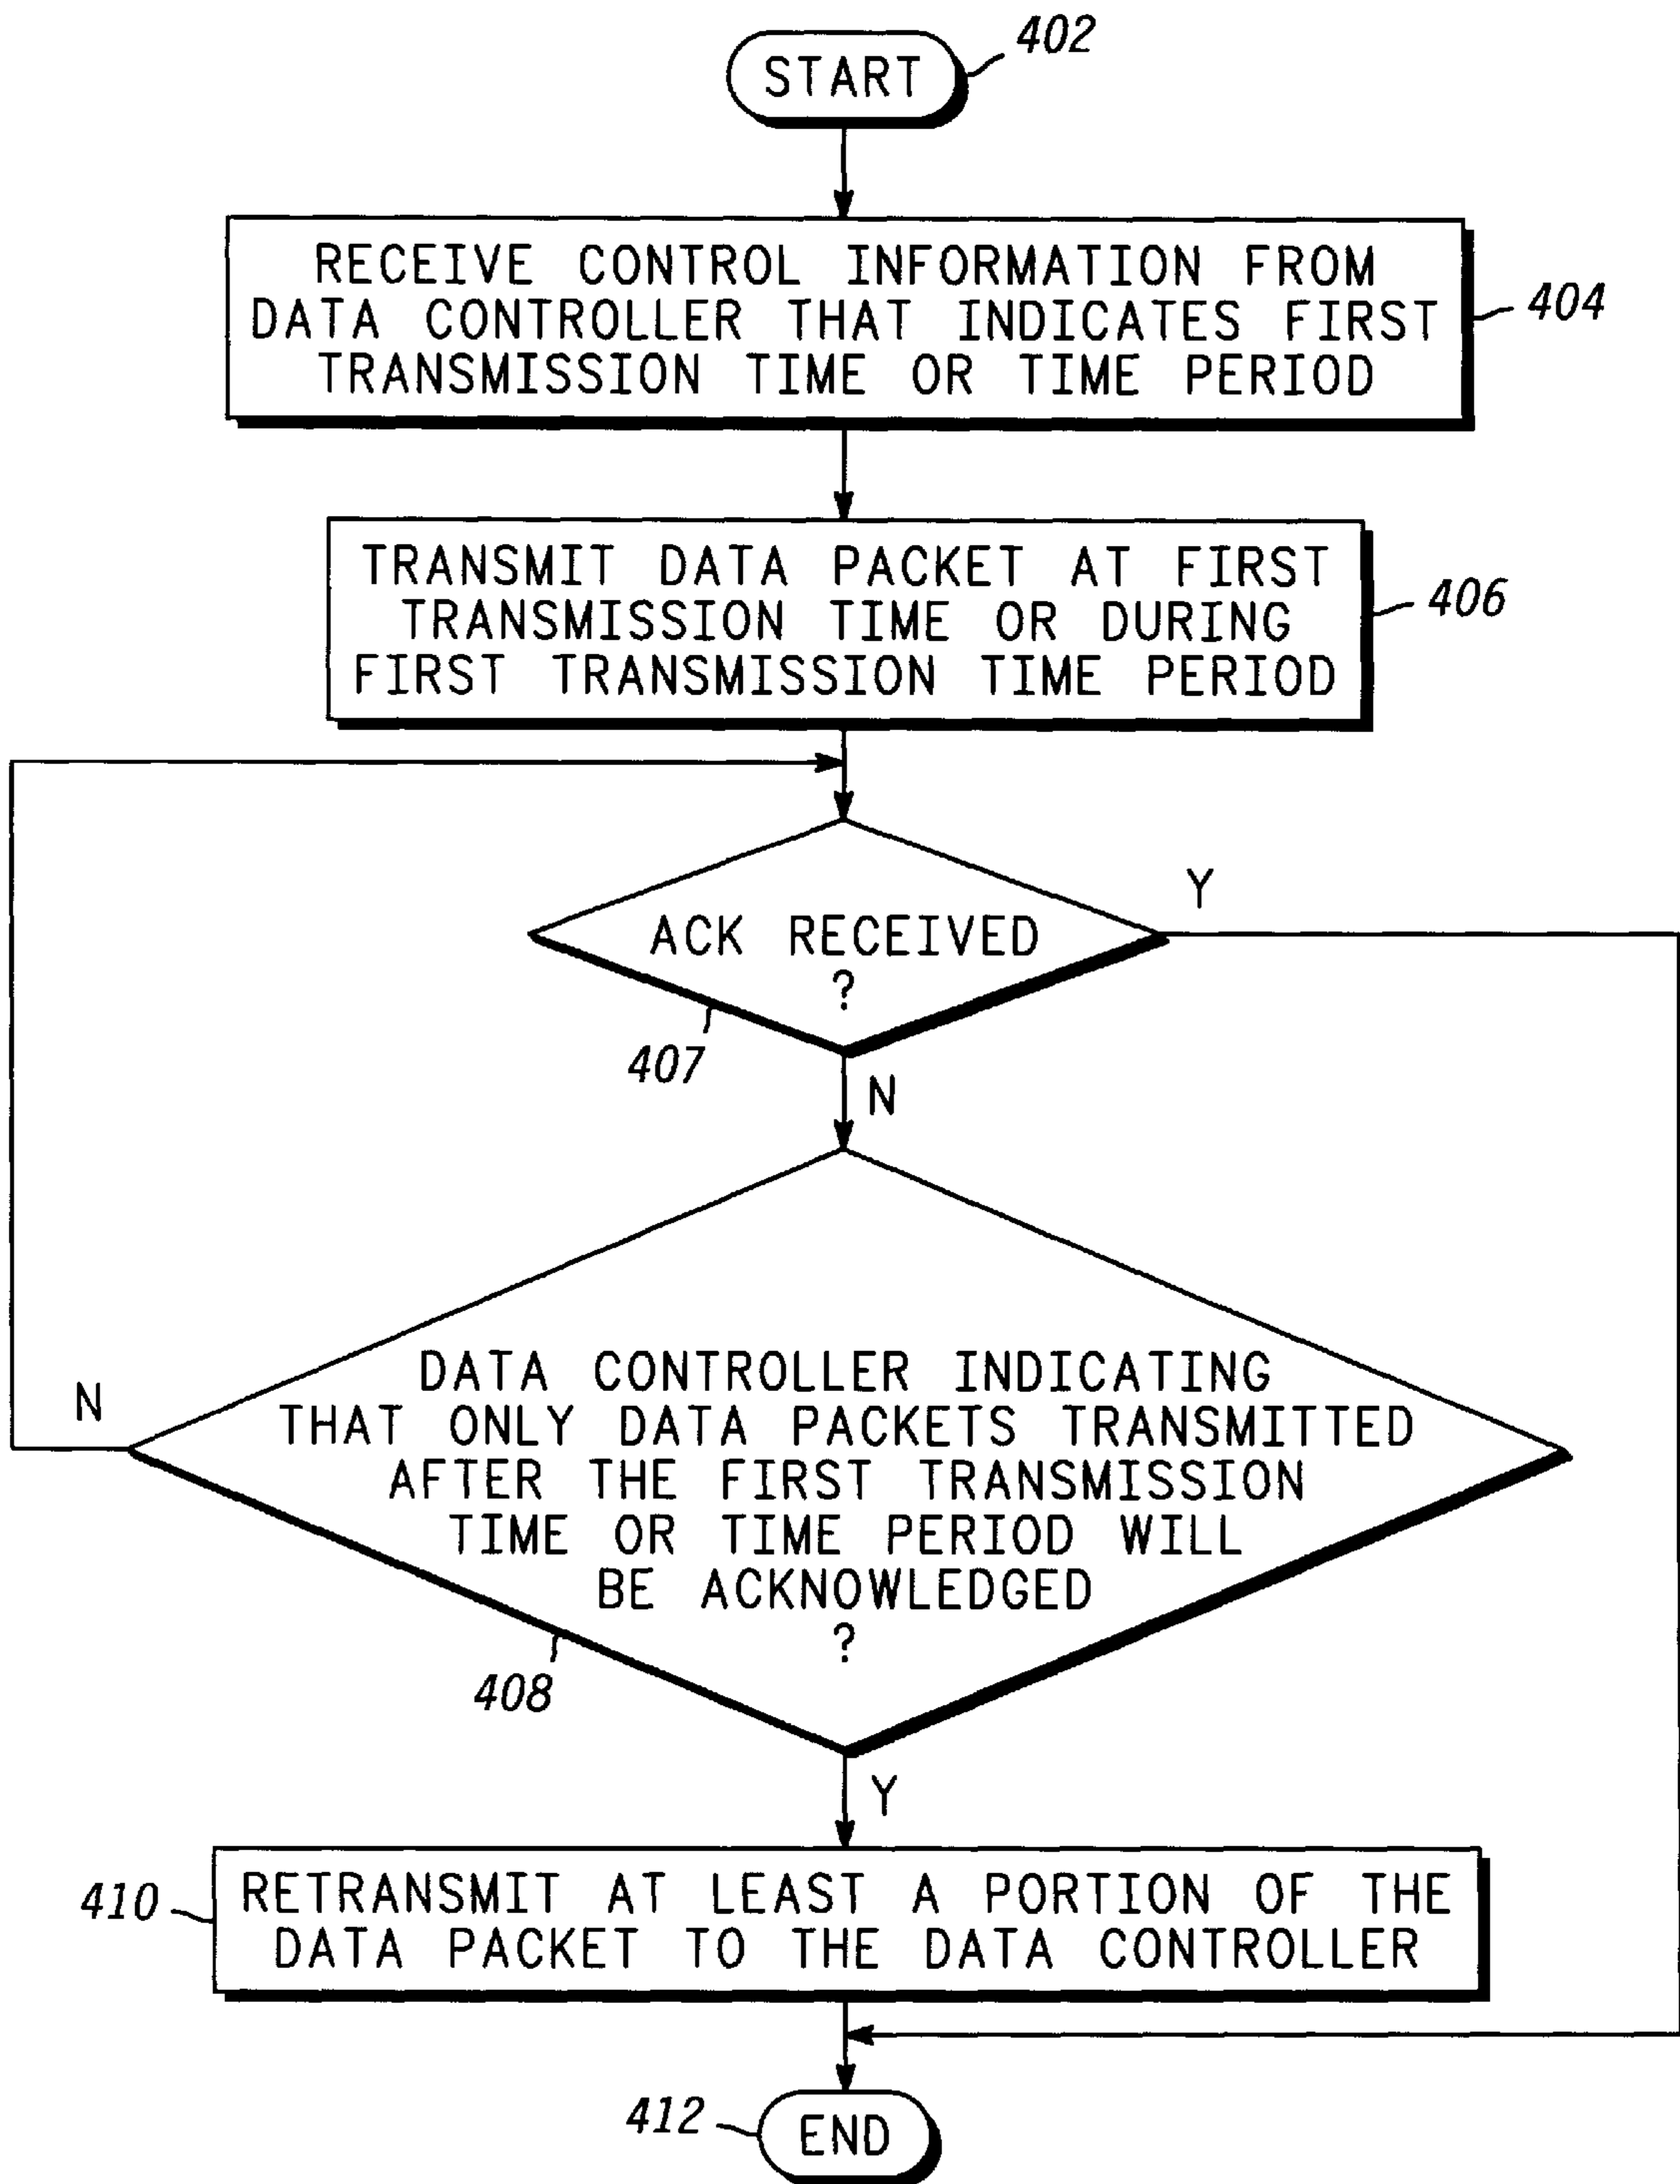 START
402
RECEIVE CONTROL INFORMATION FROM
DATA CONTROLLER THAT INDICATES FIRST
TRANSMISSION TIME OR TIME PERIOD
404
TRANSMIT DATA PACKET AT FIRST
TRANSMISSION TIME OR DURING
FIRST TRANSMISSION TIME PERIOD
406
ACK RECEIVED
?
Y
407
N
DATA CONTROLLER INDICATING
THAT ONLY DATA PACKETS TRANSMITTED
AFTER THE FIRST TRANSMISSION
TIME OR TIME PERIOD WILL
BE ACKNOWLEDGED
?
N
408
Y
410
RETRANSMIT AT LEAST A PORTION OF THE
DATA PACKET TO THE DATA CONTROLLER
412
END